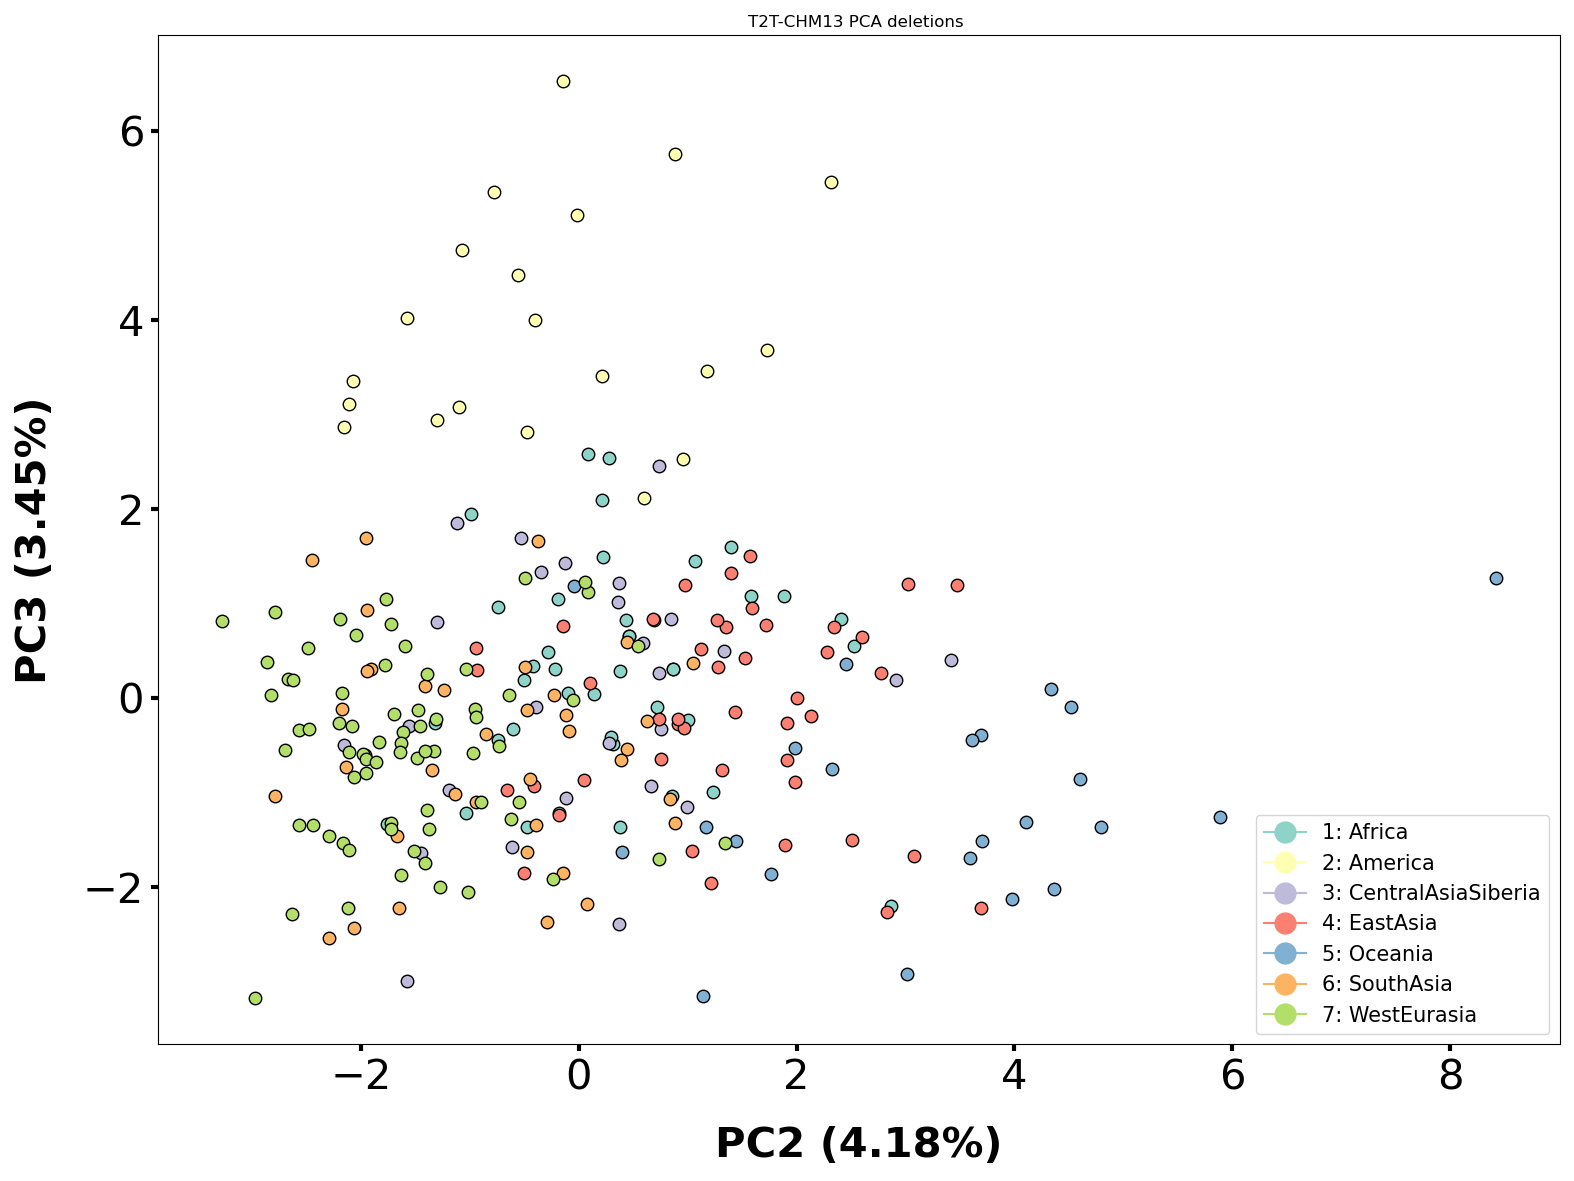 T2T-CHM13 PCA deletions
PC3 (3.45%)
6
4
2
0
−2
−2
0
2
4
6
8
PC2 (4.18%)
1: Africa
2: America
3: CentralAsiaSiberia
4: EastAsia
5: Oceania
6: SouthAsia
7: WestEurasia